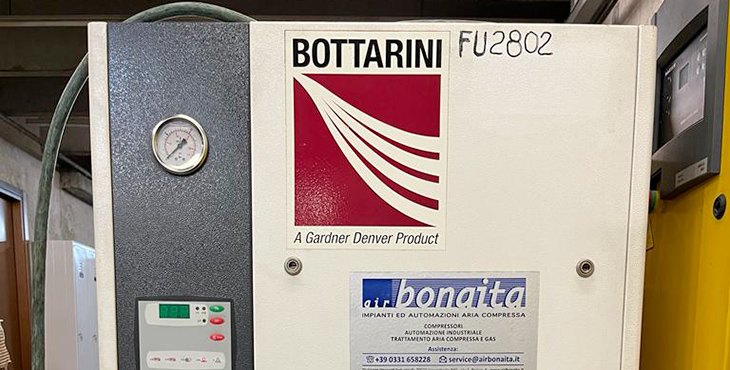 BOTTARINI
FU2802
A Gardner Denver Product
air bonaita
IMPIANTI ED AUTOMAZIONI ARIA COMPRESSA
COMPRESSORI
AUTOMAZIONE INDUSTRIALE
TRATTAMENTO ARIA COMPRESSA E GAS
Assistenza:
+39 0331 658228 service@airbonaita.it